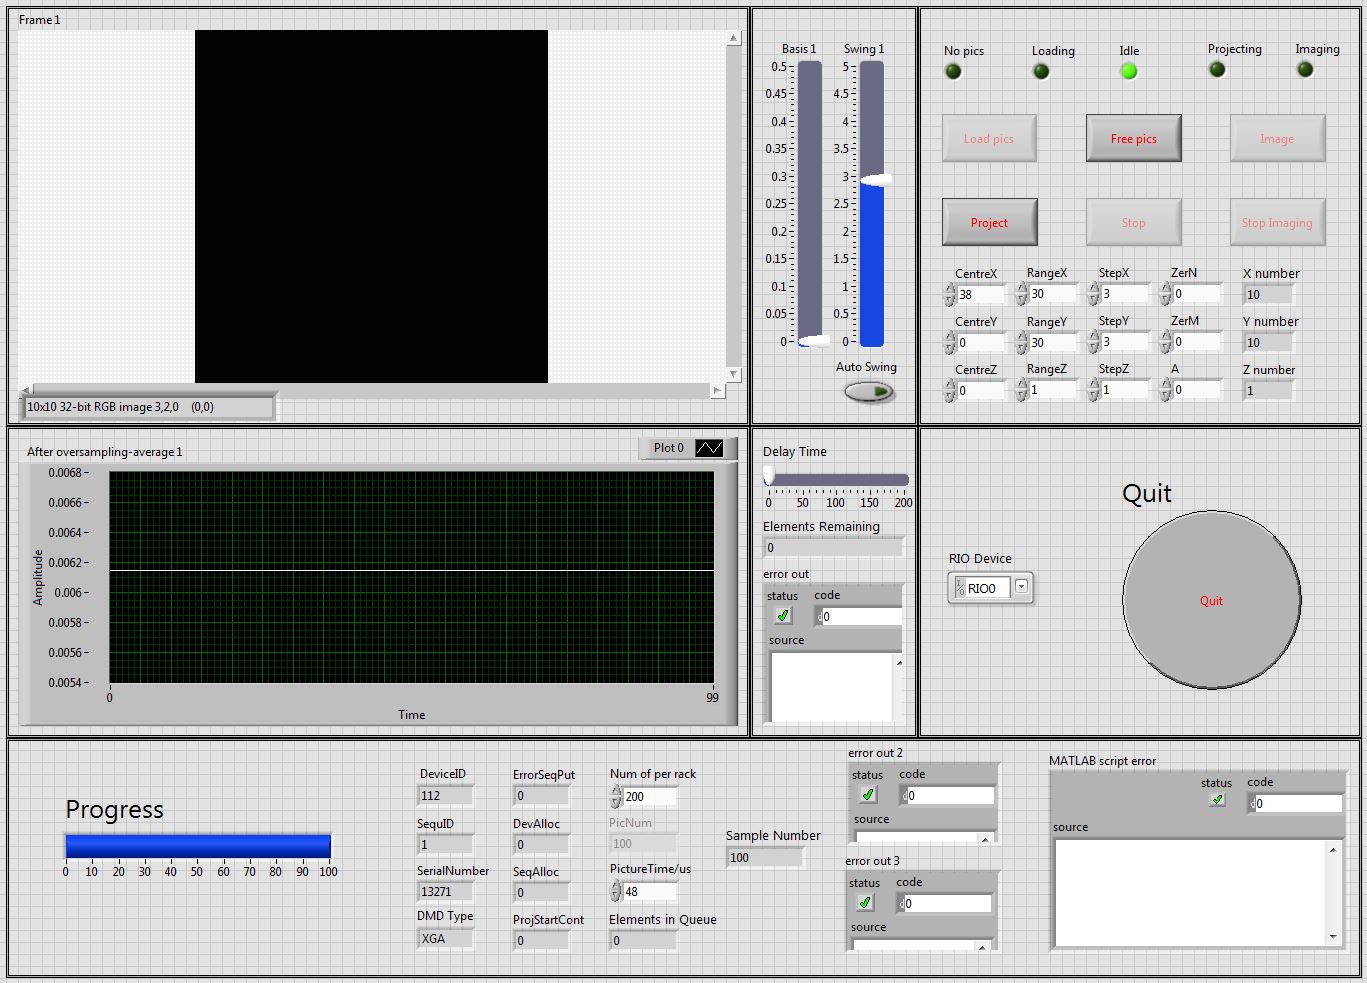 Frame 1
10x10 32-bit RGB image 3,2,0 (0,0)
Basis 1
Swing 1
0.5
0.45
0.4
0.35
0.3
0.25
0.2
0.15
0.1
0.05
0
5
4.5
4
3.5
3
2.5
2
1.5
1
0.5
0
Auto Swing
No pics
Loading
Idle
Projecting
Imaging
Load pics
Free pics
Image
Project
Stop
Stop Imaging
CentreX
RangeX
StepX
ZerN
X number
38
30
3
0
10
CentreY
RangeY
StepY
ZerM
Y number
0
30
3
0
10
CentreZ
RangeZ
StepZ
A
Z number
0
1
1
0
1
After oversampling-average 1
Plot 0
0.0068
0.0066
0.0064
0.0062
0.006
0.0058
0.0056
0.0054
Amplitude
0
99
Time
Delay Time
0 50 100 150 200
Elements Remaining
0
error out
status
code
0
source
RIO Device
RIO0
Quit
Quit
Progress
0 10 20 30 40 50 60 70 80 90 100
DeviceID
112
SequID
1
SerialNumber
13271
DMD Type
XGA
ErrorSeqPut
0
DevAlloc
0
SeqAlloc
0
ProjStartCont
0
Num of per rack
200
PicNum
100
PictureTime/us
48
Elements in Queue
0
Sample Number
100
error out 2
status
code
0
source
error out 3
status
code
0
source
MATLAB script error
status
code
0
source